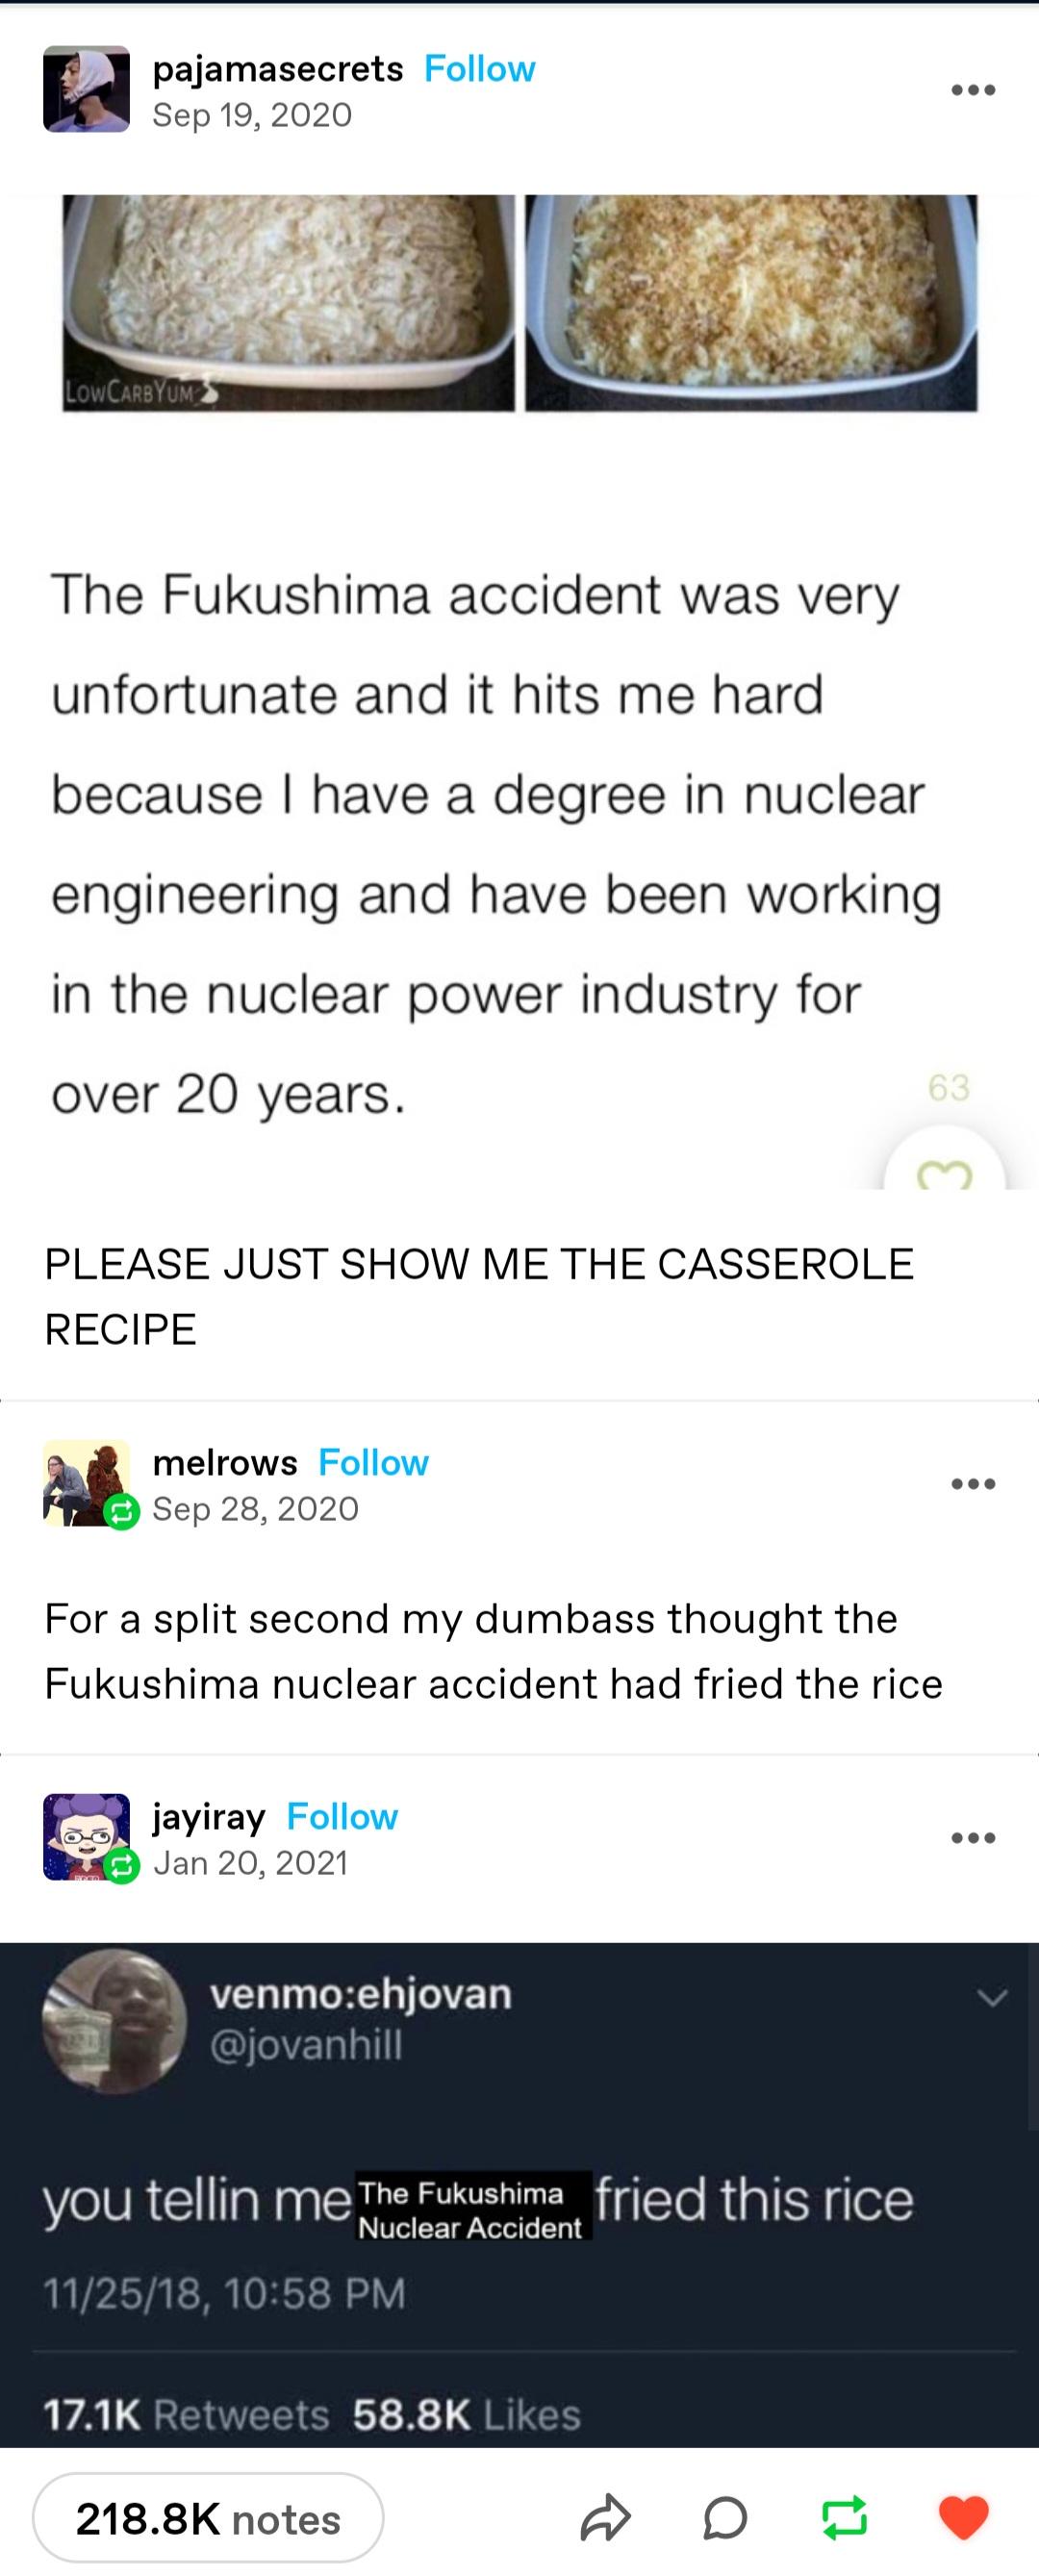 pajamasecrets Follow
Sep 19, 2020
LOWCARBYUM
The Fukushima accident was very
unfortunate and it hits me hard
because I have a degree in nuclear
engineering and have been working
in the nuclear power industry for
over 20 years.
63
PLEASE JUST SHOW ME THE CASSEROLE
RECIPE
melrows Follow
Sep 28, 2020
For a split second my dumbass thought the
Fukushima nuclear accident had fried the rice
jayiray Follow
Jan 20, 2021
venmo:ehjovan
@jovanhill
you tellin me The Fukushima Nuclear Accident fried this rice
11/25/18, 10:58 PM
17.1K Retweets 58.8K Likes
218.8K notes